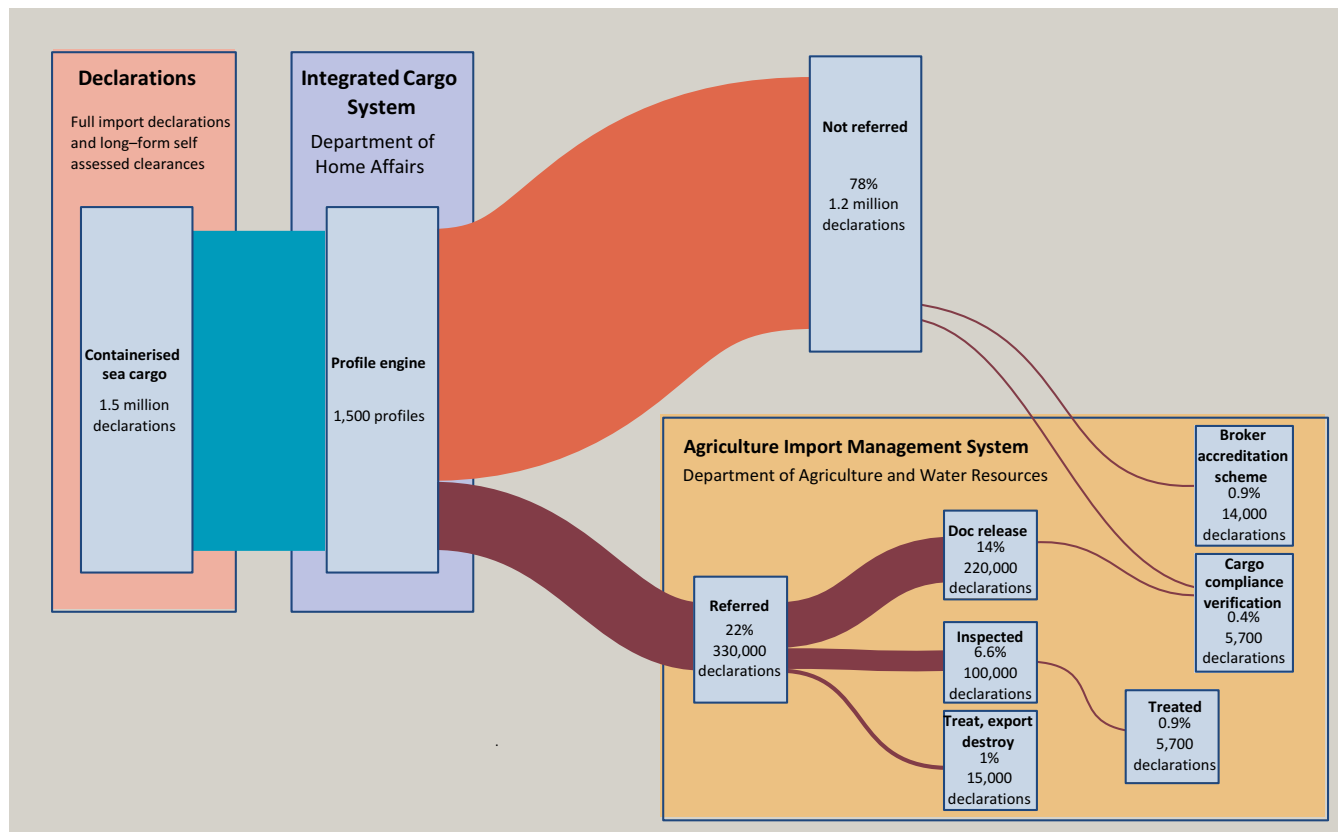 Declarations
Full import declarations
and long–form self
assessed clearances
Containerised
sea cargo
1.5 million
declarations
Integrated Cargo
System
Department of
Home Affairs
Profile engine
1,500 profiles
Not referred
78%
1.2 million
declarations
Agriculture Import Management System
Department of Agriculture and Water Resources
Referred
22%
330,000
declarations
Doc release
14%
220,000
declarations
Inspected
6.6%
100,000
declarations
Treat, export
destroy
1%
15,000
declarations
Broker
accreditation
scheme
0.9%
14,000
declarations
Cargo
compliance
verification
0.4%
5,700
declarations
Treated
0.9%
5,700
declarations